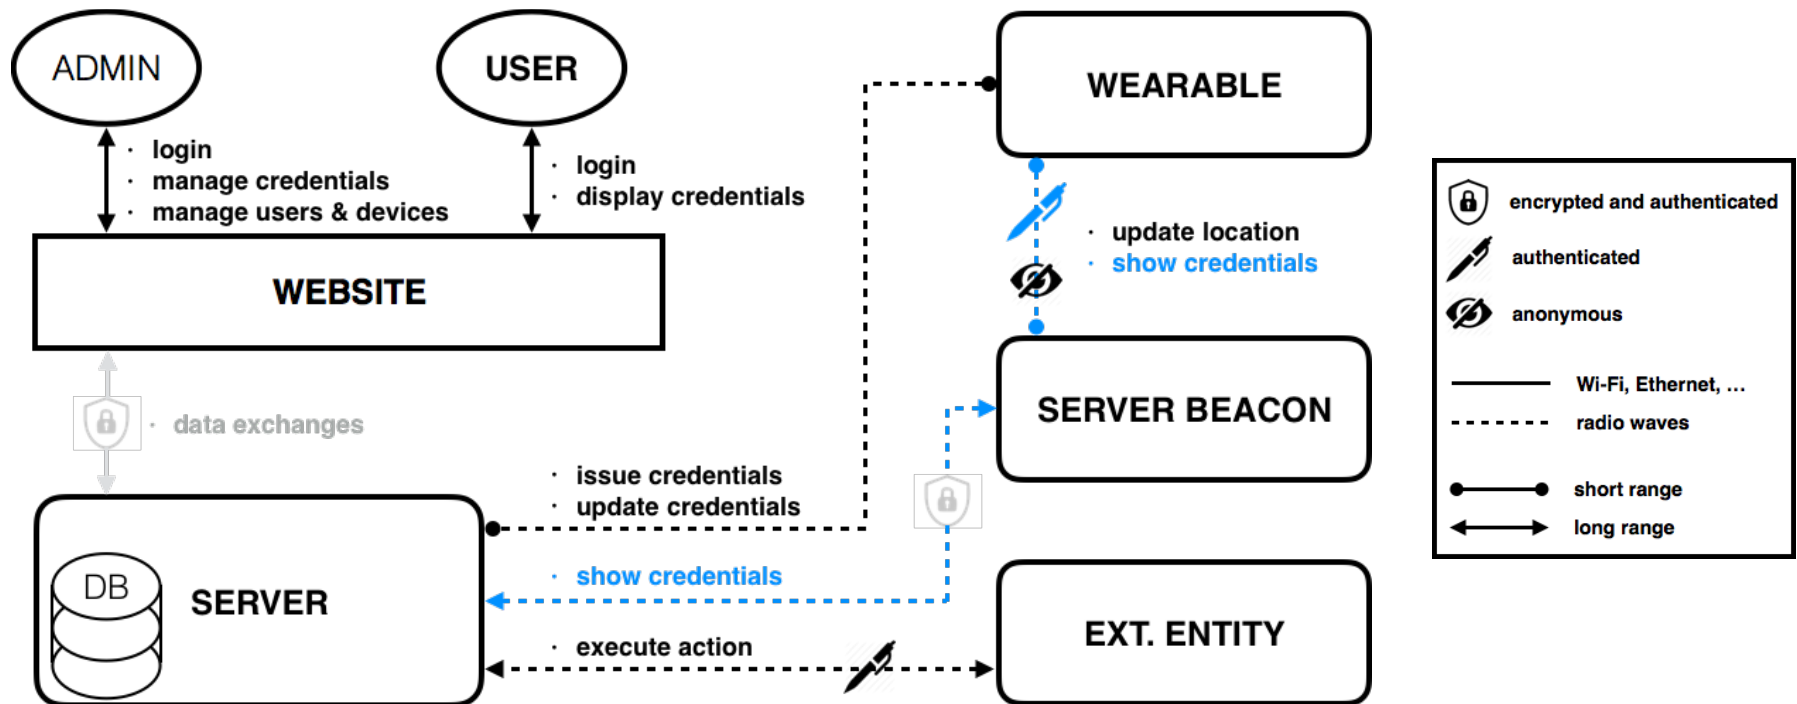 ADMIN
USER
WEARABLE
· login
· manage credentials
· manage users & devices
· login
· display credentials
WEBSITE
· update location
· show credentials
encrypted and authenticated
authenticated
anonymous
Wi-Fi, Ethernet, ...
radio waves
short range
long range
· data exchanges
SERVER BEACON
· issue credentials
· update credentials
· show credentials
DB
SERVER
· execute action
EXT. ENTITY